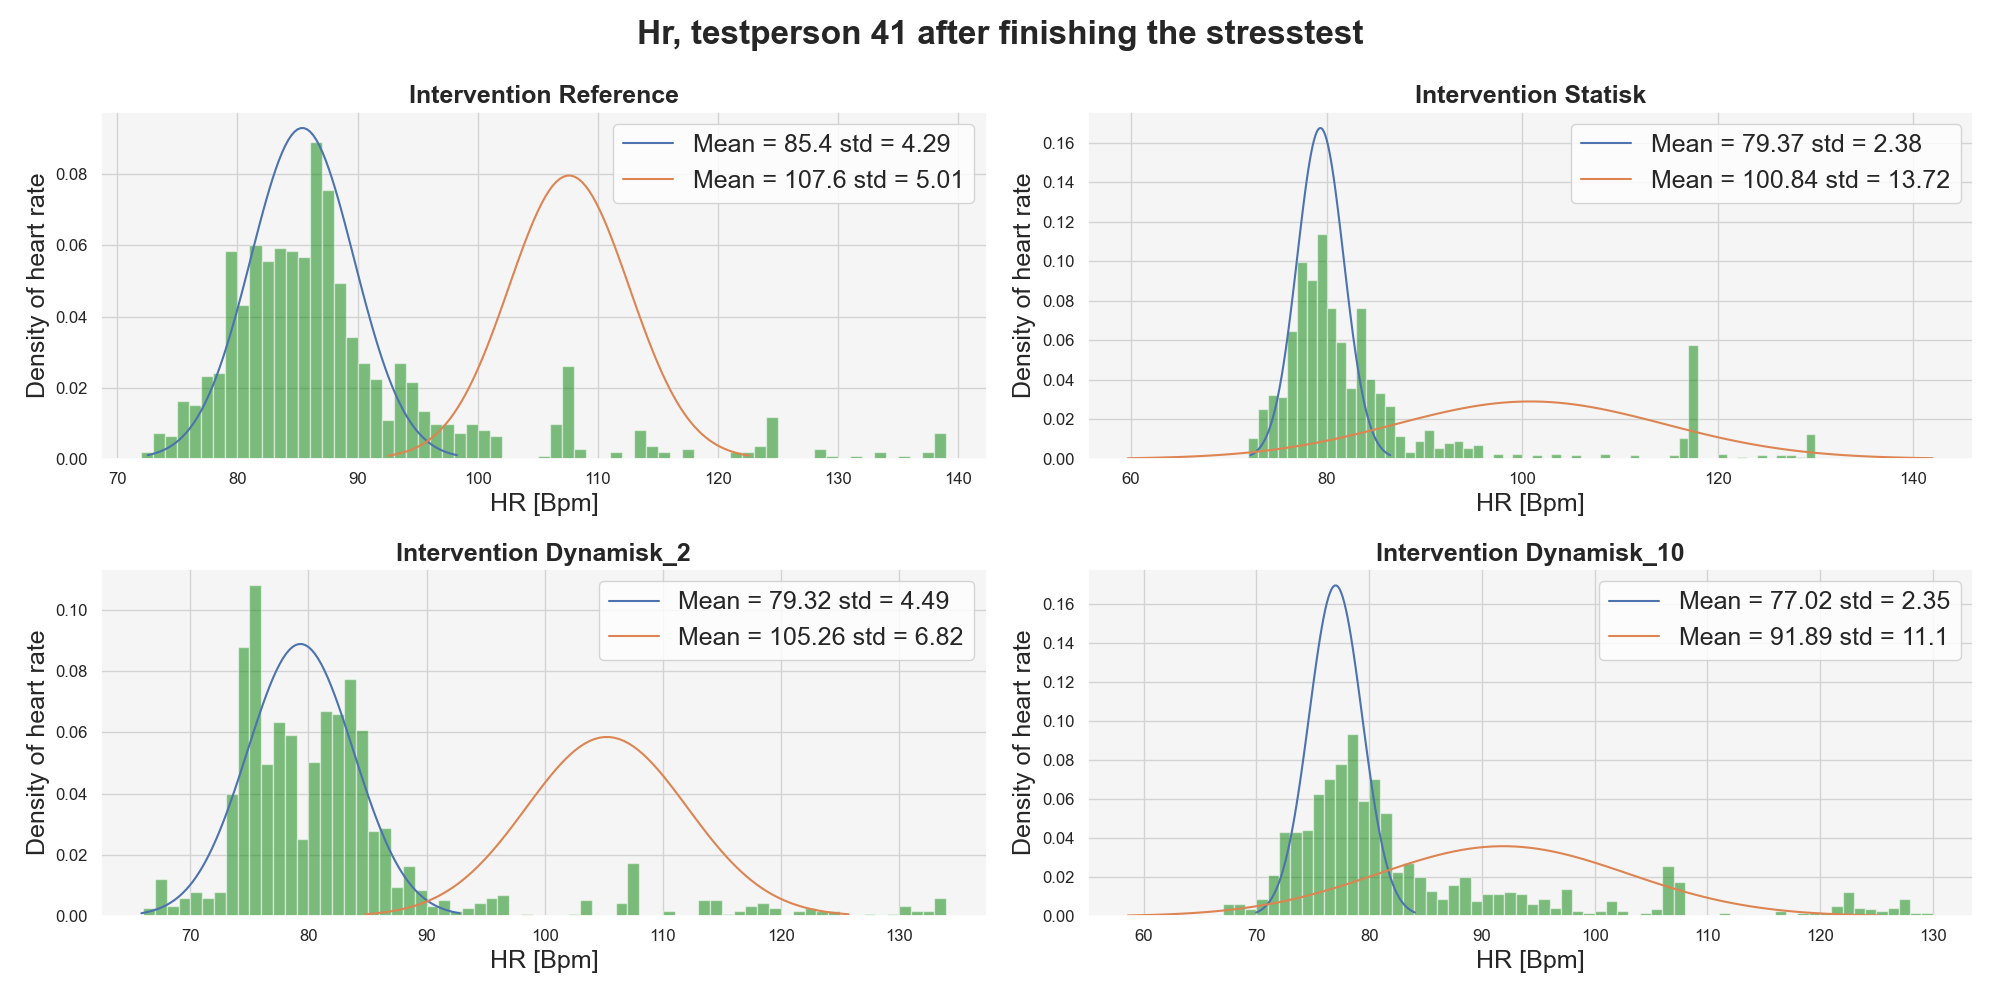 Hr, testperson 41 after finishing the stresstest
Intervention Reference
Density of heart rate
0.08
0.06
0.04
0.02
0.00
Mean = 85.4 std = 4.29
Mean = 107.6 std = 5.01
70 80 90 100 110 120 130 140
HR [Bpm]
Intervention Statisk
Density of heart rate
0.16
0.14
0.12
0.10
0.08
0.06
0.04
0.02
0.00
Mean = 79.37 std = 2.38
Mean = 100.84 std = 13.72
60 80 100 120 140
HR [Bpm]
Intervention Dynamisk_2
Density of heart rate
0.10
0.08
0.06
0.04
0.02
0.00
Mean = 79.32 std = 4.49
Mean = 105.26 std = 6.82
70 80 90 100 110 120 130
HR [Bpm]
Intervention Dynamisk_10
Density of heart rate
0.16
0.14
0.12
0.10
0.08
0.06
0.04
0.02
0.00
Mean = 77.02 std = 2.35
Mean = 91.89 std = 11.1
60 70 80 90 100 110 120 130
HR [Bpm]